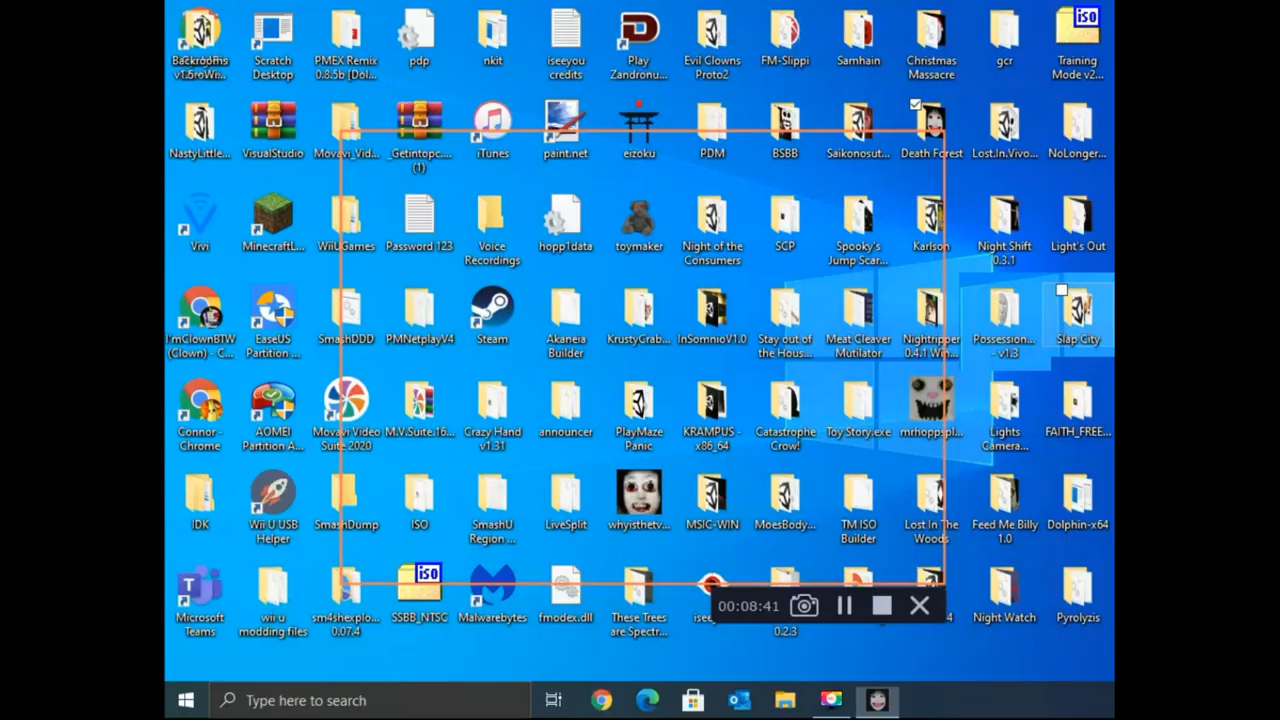 Scratch
Desktop
PMEX Remix
0.8.5b [Dol...
pdp
nkit
iseeyou
credits
Play
Zandronu...
Evil Clowns
Proto2
FM-Slippi
Samhain
Christmas
Massacre
gcr
iso
Training
Mode v2...
NastyLittle...
VisualStudio
Movavi_Vid...
_Getintopc....
(1)
iTunes
paint.net
eizoku
PDM
BSBB
Saikonosut...
Death Forest
Lost.In.Vivo...
NoLonger...
Vivi
MinecraftL...
WiiUGames
Password 123
Voice
Recordings
hopp1data
toymaker
Night of the
Consumers
SCP
Spooky's
Jump Scar...
Karlson
Night Shift
0.3.1
Light's Out
I'mClownBTW
(Clown) - C...
EaseUS
Partition ...
SmashDDD
PMNetplayV4
Steam
Akaneia
Builder
KrustyCrab...
InSomnioV1.0
Stay out of
the Hous...
Meat Cleaver
Mutilator
Nightripper
0.4.1 Win...
Possession...
- v1.3
Slap City
Connor -
Chrome
AOMEI
Partition A...
Movavi Video
Suite 2020
M.V.Suite.16...
Crazy Hand
v1.31
announcer
PlayMaze
Panic
KRAMPUS -
x86_64
Catastrophe
Crow!
Toy Story.exe
mrhoppspl...
Lights
Camera...
FAITH_FREE...
IDK
Wii U USB
Helper
SmashDump
ISO
SmashU
Region ...
LiveSplit
whyisthetv...
MSIC-WIN
MoesBody...
TM ISO
Builder
Lost In The
Woods
Feed Me Billy
1.0
Dolphin-x64
Microsoft
Teams
wii u
modding files
sm4shexplo...
0.07.4
iso
SSBB_NTSC
Malwarebytes
fmodex.dll
These Trees
are Spectr...
0.2.3
Night Watch
Pyrolyzis
00:08:41
Type here to search